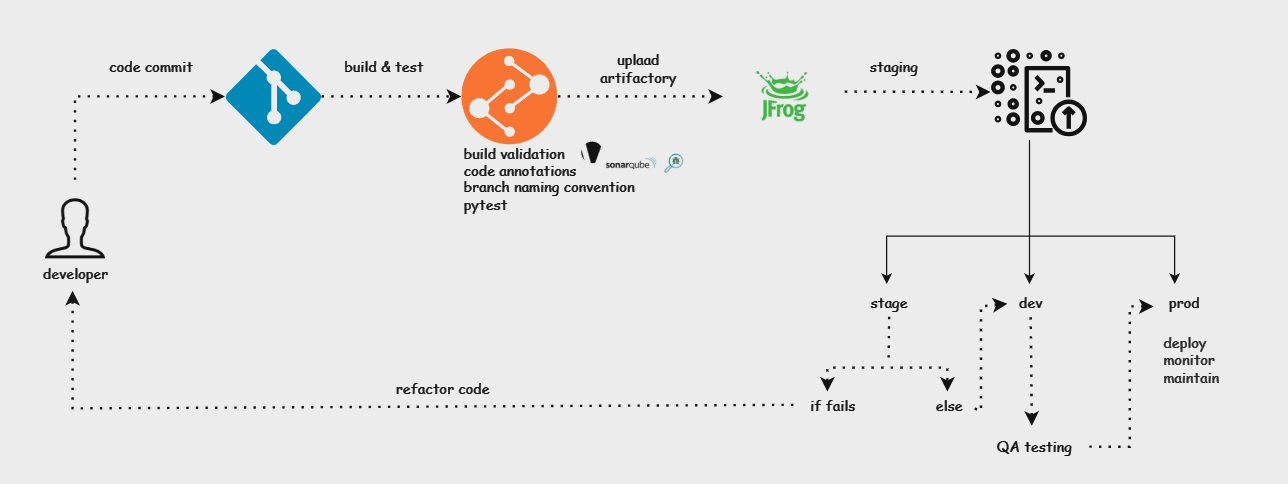 code commit
build & test
uplaad
artifactory
staging
JFrog
build validation
sonarqube
code annotations
branch naming convention
pytest
developer
stage
dev
prod
deploy
monitor
maintain
refactor code
if fails
else
QA testing